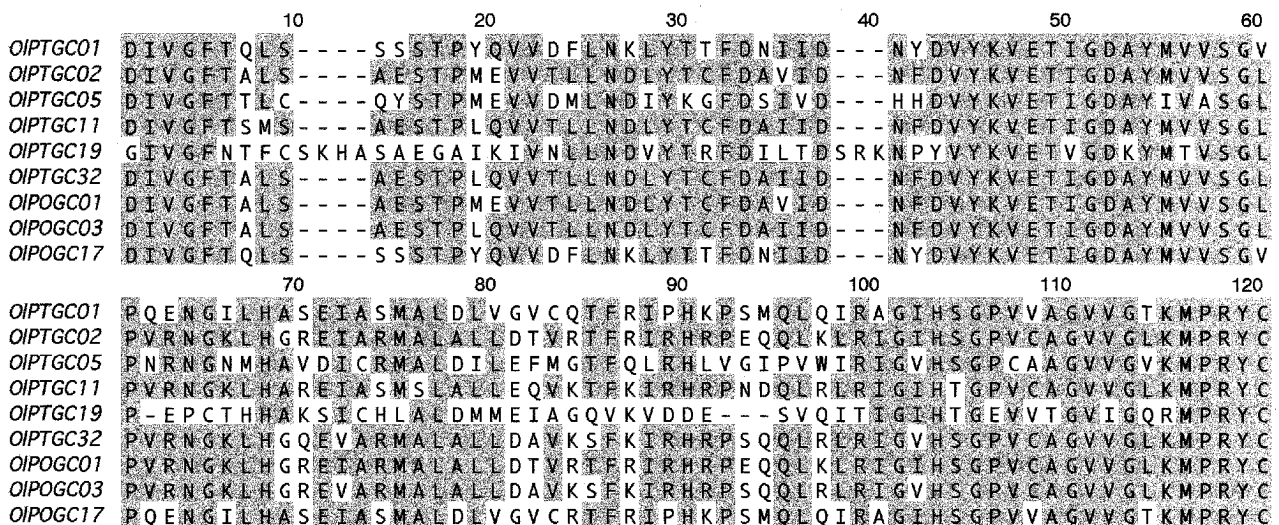 10 20 30 40 50 60
OlPTGC01 DIVGFTQLS----SSSTPYQVVDFLNKLYTTFDNIID---NYDVYKVETIGDAYMVVSGV
OlPTGC02 DIVGFTALS----AESTPMEVVTLLNDLYTCFDAVID---NFDVYKVETIGDAYMVVSGL
OlPTGC05 DIVGFTTLC----QYSTPMEVVDMLNDIYKGFDSIVD---HHDVYKVETIGDAYIVASGL
OlPTGC11 DIVGFTSMS----AESTPLQVVTLLNDLYTCFDAIID---NFDVYKVETIGDAYMVVSGL
OlPTGC19 GIVGFNTFCSKHASAEGAIKIVNLLNDVYTRFDILTDSRKNPYVYKVETVGDKYMTVSGL
OlPTGC32 DIVGFTALS----AESTPLQVVTLLNDLYTCFDAIID---NFDVYKVETIGDAYMVVSGL
OlPOGC01 DIVGFTALS----AESTPMEVVTLLNDLYTCFDAVID---NFDVYKVETIGDAYMVVSGL
OlPOGC03 DIVGFTALS----AESTPLQVVTLLNDLYTCFDAIID---NFDVYKVETIGDAYMVVSGL
OlPOGC17 DIVGFTQLS----SSSTPYQVVDFLNKLYTTFDNIID---NYDVYKVETIGDAYMVVSGV
70 80 90 100 110 121
OlPTGC01 PQENGILHASEIASMALDLVGVCQTFRIPHKPSMQLQIRAGIHSGPVVAGVVGTKMPRYC
OlPTGC02 PVRNGKLHGREIARMALALLDTVRTFRIRHRPEQQLKLRIGIHSGPVCAGVVGLKMPRYC
OlPTGC05 PNRNGNMHAVDICRMALDILEFMGTFQLRHLVGIPVWIRIGVHSGPCAAGVVGVKMPRYC
OlPTGC11 PVRNGKLHAREIASMSLALLEQVKTFKIRHRPNDQLRLRIGIHTGPVCAGVVGLKMPRYC
OlPTGC19 P-EPCTHHAKSICHLALDMMEIAGQVKVDDE---SVQITIGIHTGEVVTGVIGQRMPRYC
OlPTGC32 PVRNGKLHGQEVARMALALLDAVKSFKIRHRPSQQLRLRIGVHSGPVCAGVVGLKMPRYC
OlPOGC01 PVRNGKLHGREIARMALALLDTVRTFRIRHRPEQQLKLRIGIHSGPVCAGVVGLKMPRYC
OlPOGC03 PVRNGKLHGREVARMALALLDAVKSFKIRHRPSQQLRLRIGVHSGPVCAGVVGLKMPRYC
OlPOGC17 PQENGILHASEIASMALDLVGVCRTFRIPHKPSMQLQIRAGIHSGPVVAGVVGTKMPRYC